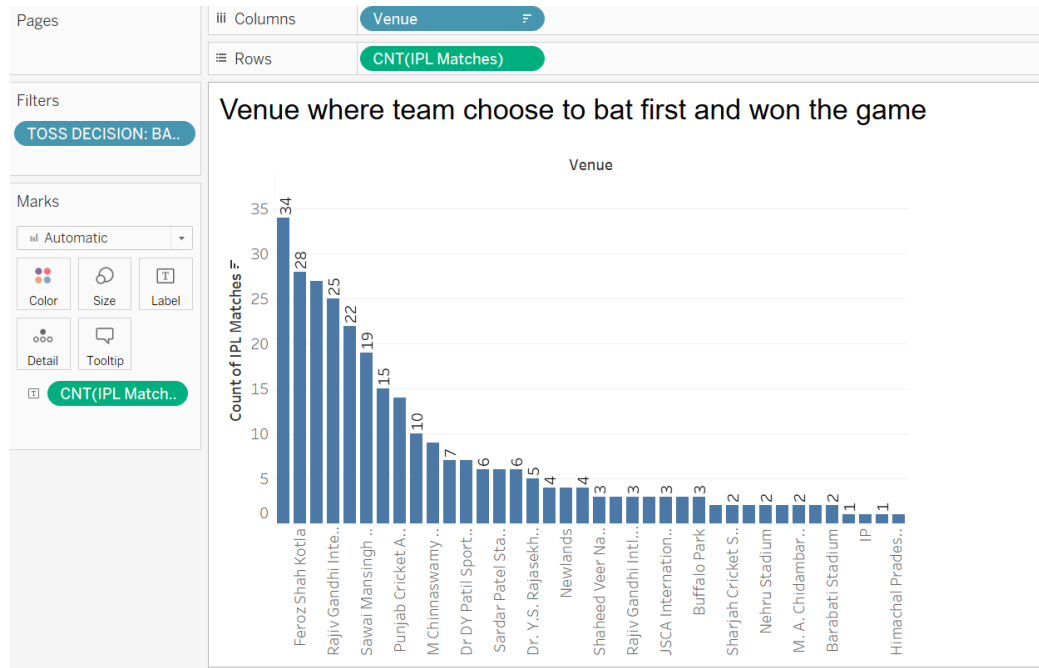 Pages
Columns
Venue
Rows
CNT(IPL Matches)
Filters
TOSS DECISION: BA..
Marks
Automatic
Color
Size
Label
Detail
Tooltip
CNT(IPL Match..
Venue where team choose to bat first and won the game
Venue
Count of IPL Matches
35
30
25
20
15
10
5
0
34
28
25
22
19
15
10
7
6
6
5
4
4
3
3
3
3
2
2
2
2
1
1
Feroz Shah Kotla
Rajiv Gandhi Inte..
Sawai Mansingh ..
Punjab Cricket A..
M Chinnaswamy ..
Dr DY Patil Sport..
Sardar Patel Sta..
Dr. Y.S. Rajasekh..
Newlands
Shaheed Veer Na..
Rajiv Gandhi Intl...
JSCA Internation..
Buffalo Park
Sharjah Cricket S..
Nehru Stadium
M. A. Chidambar..
Barabati Stadium
IP
Himachal Prades..